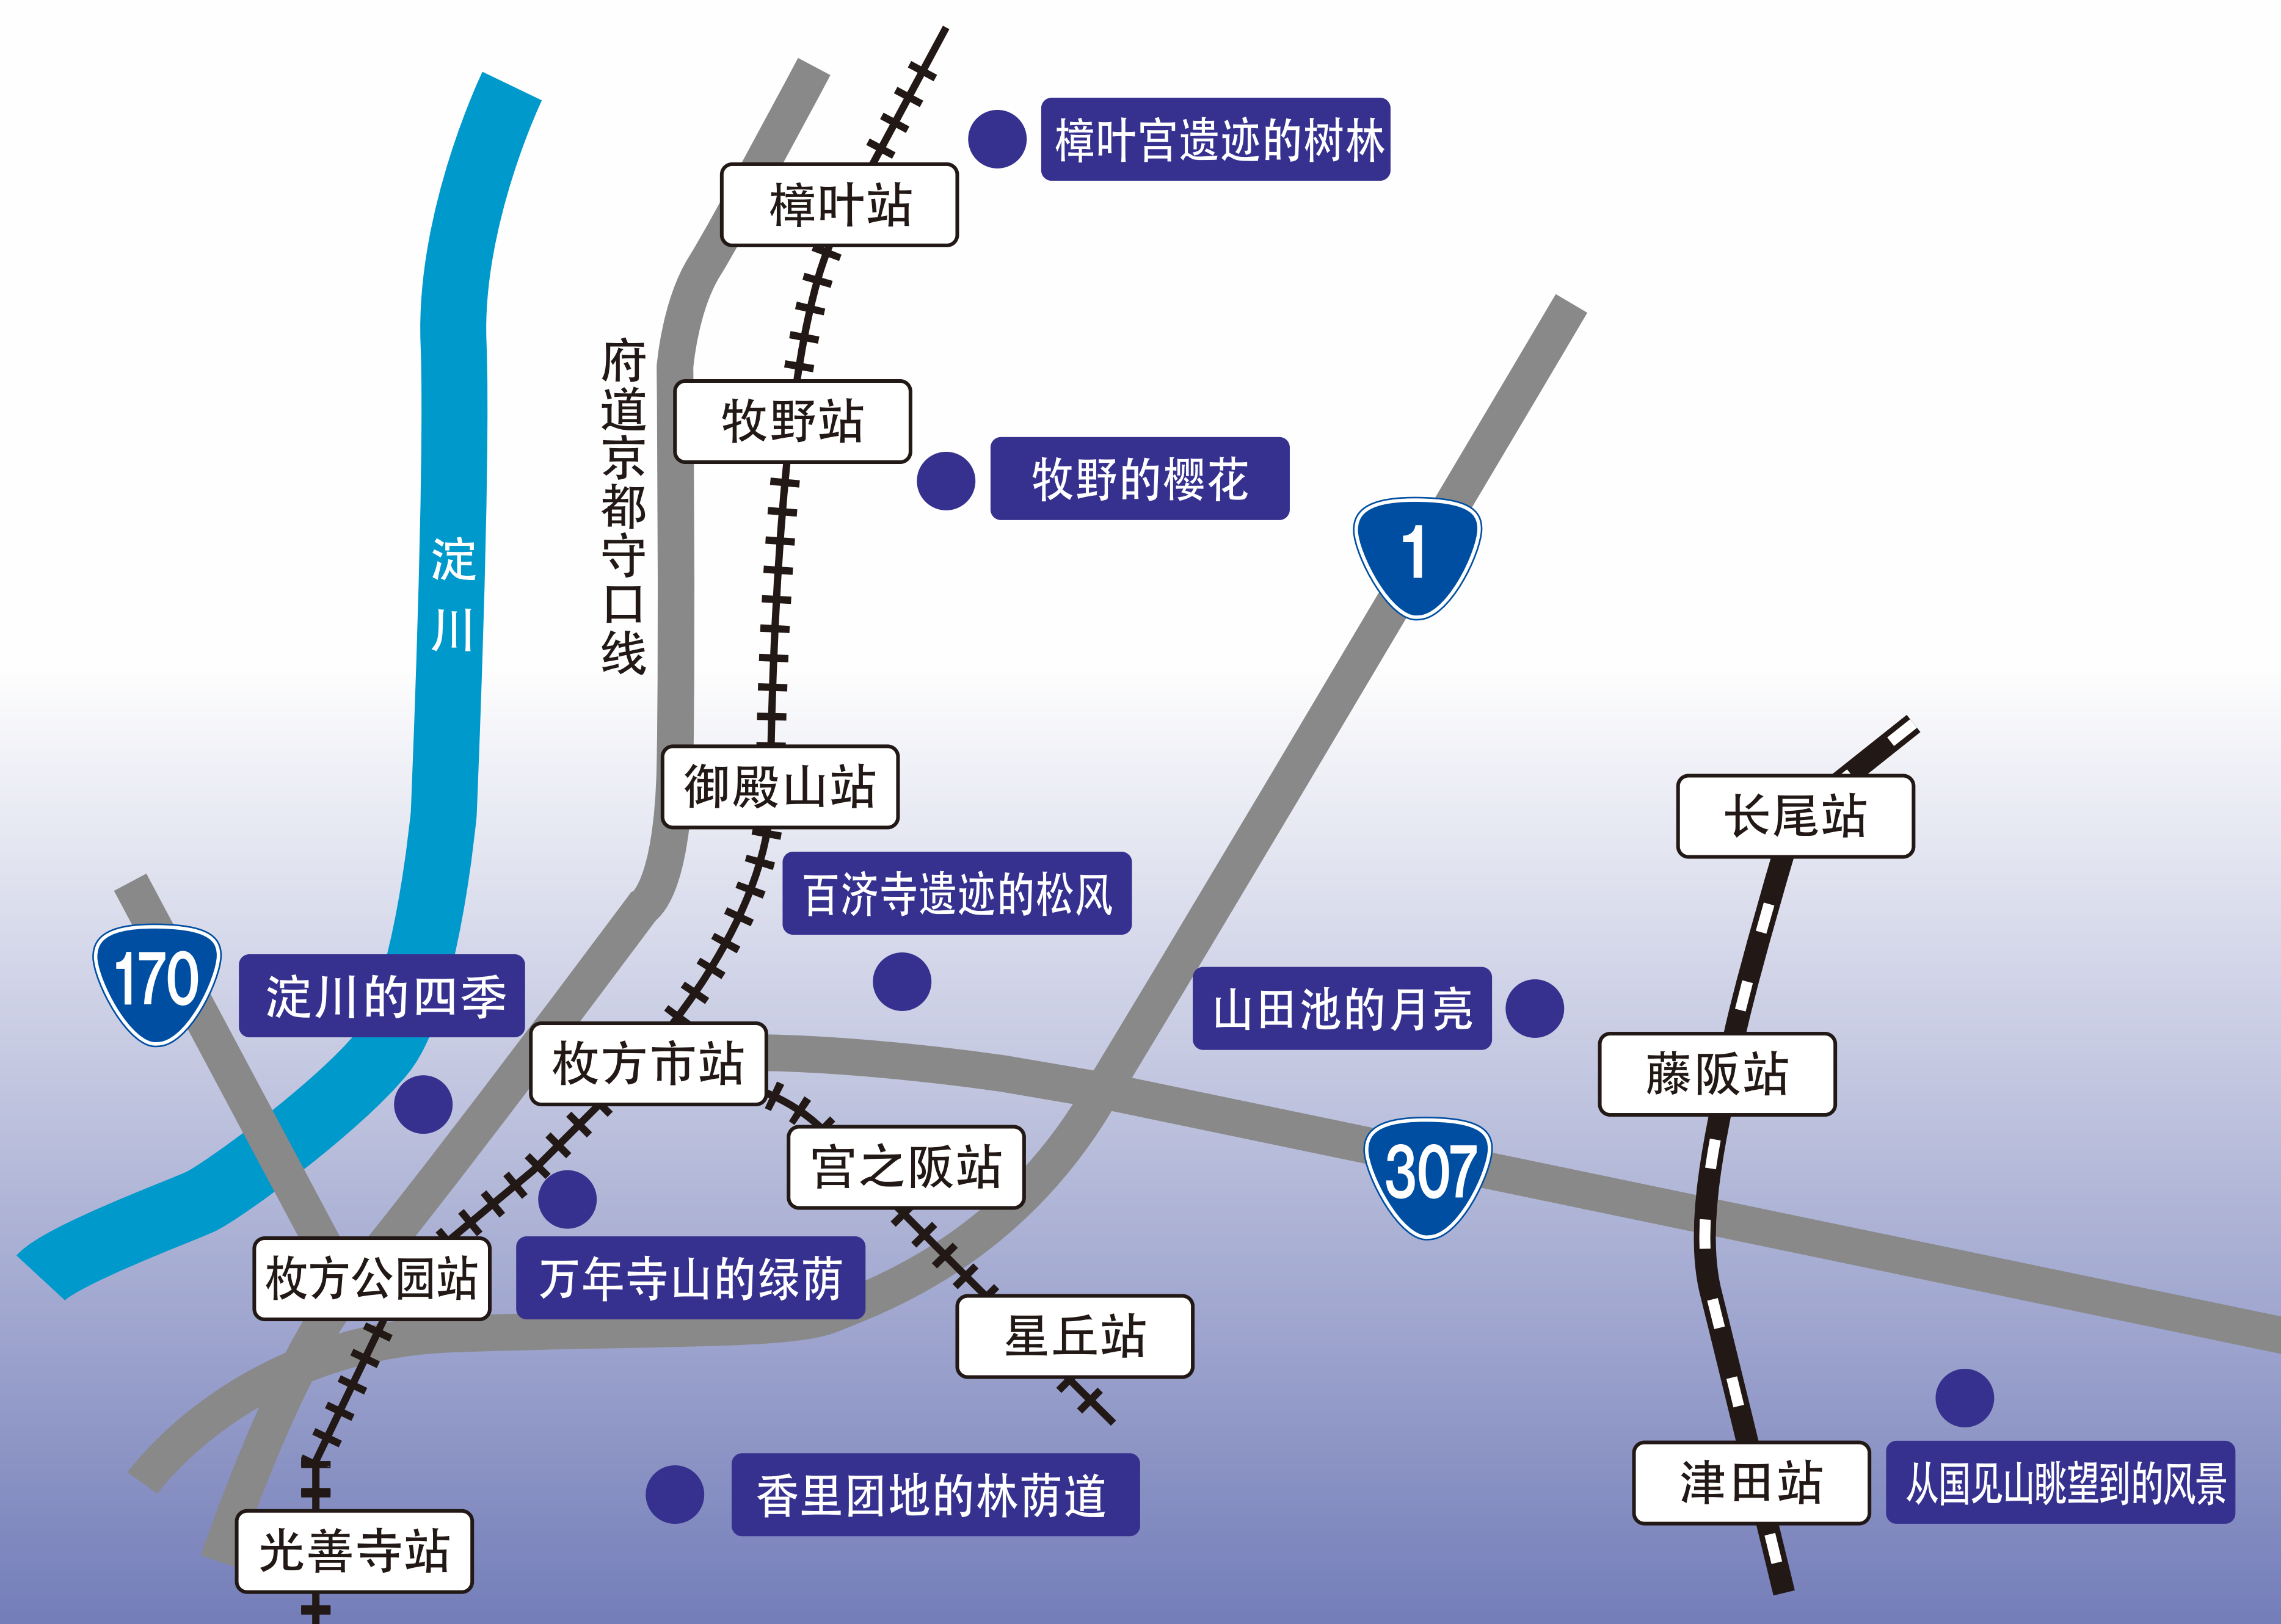 樟叶宫遗迹的树林
樟叶站
府道京都守口线
牧野站
牧野的樱花
淀川
1
御殿山站
长尾站
百济寺遗迹的松风
170
淀川的四季
山田池的月亮
枚方市站
藤阪站
宫之阪站
307
枚方公园站
万年寺山的绿荫
星丘站
香里团地的林荫道
津田站
从国见山眺望到的风景
光善寺站